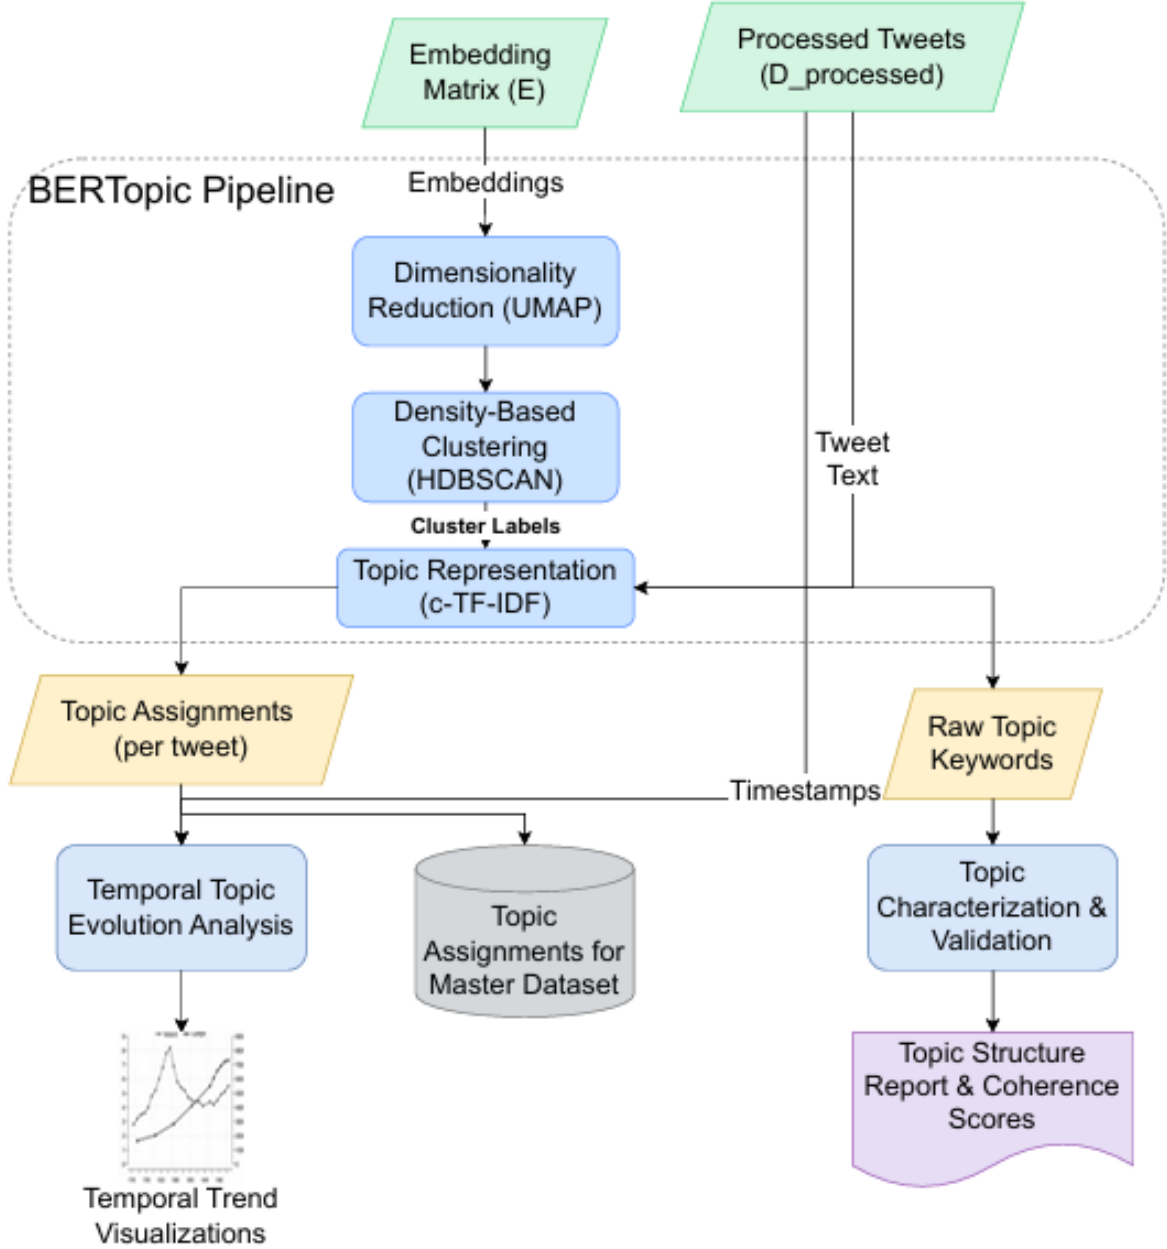 Embedding
Matrix (E)
Processed Tweets
(D_processed)
BERTopic Pipeline
Embeddings
Dimensionality
Reduction (UMAP)
Density-Based
Clustering
(HDBSCAN)
Tweet
Text
Cluster Labels
Topic Representation
(c-TF-IDF)
Topic Assignments
(per tweet)
Raw Topic
Keywords
Timestamps
Temporal Topic
Evolution Analysis
Topic
Assignments for
Master Dataset
Topic
Characterization &
Validation
Topic Structure
Report & Coherence
Scores
Temporal Trend
Visualizations